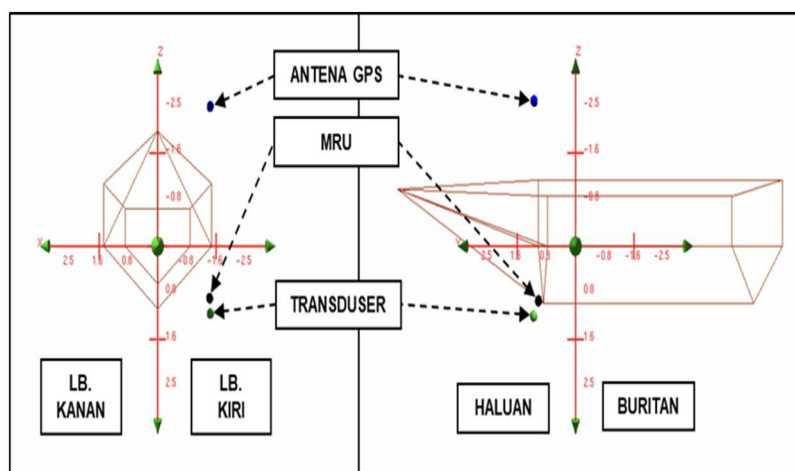 Z
Z
ANTENA GPS
-2.5
-2.5
MRU
-1.6
-1.6
-0.8
-0.8
X
2.5 1.6 0.8 -0.8 -1.6 -2.5
Y
2.5 1.6 0.8 -0.8 -1.6 -2.5
0.8
0.8
TRANSDUSER
1.6
1.6
LB.
KANAN
LB.
KIRI
2.5
HALUAN
BURITAN
2.5